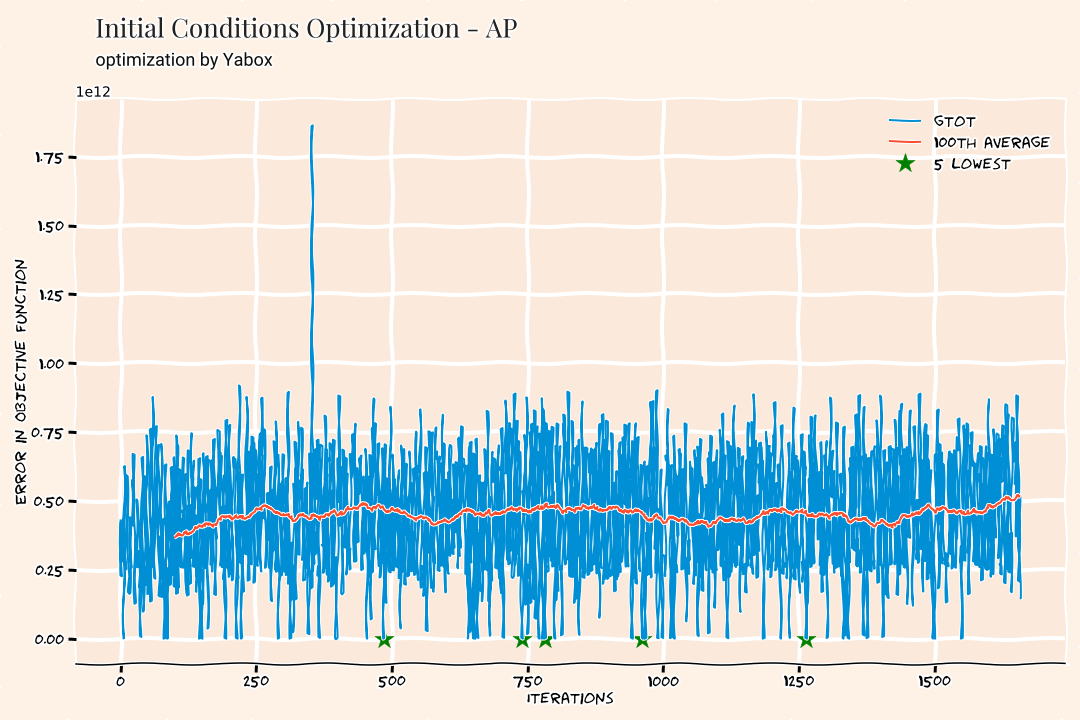 Initial Conditions Optimization - AP
optimization by Yabox
1e12
GTOT
100TH AVERAGE
5 LOWEST
1.75
1.50
1.25
1.00
0.75
0.50
0.25
0.00
ERROR IN OBJECTIVE FUNCTION
0 250 500 750 1000 1250 1500
ITERATIONS